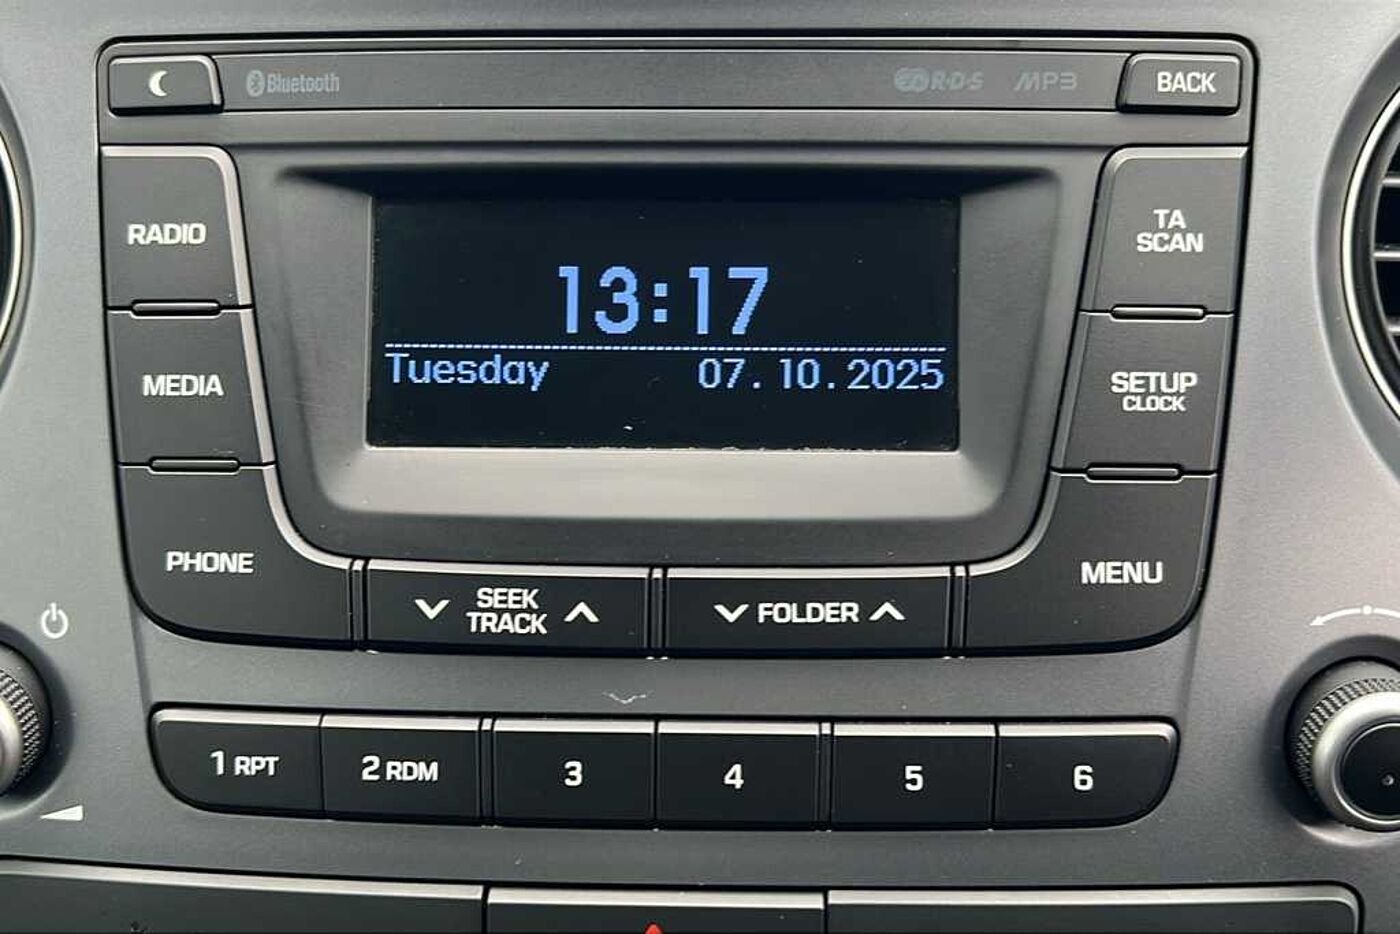 Bluetooth
R·D·S
MP3
BACK
RADIO
13:17
TA
SCAN
Tuesday 07.10.2025
MEDIA
SETUP
CLOCK
PHONE
SEEK
TRACK
FOLDER
MENU
1 RPT
2 RDM
3
4
5
6